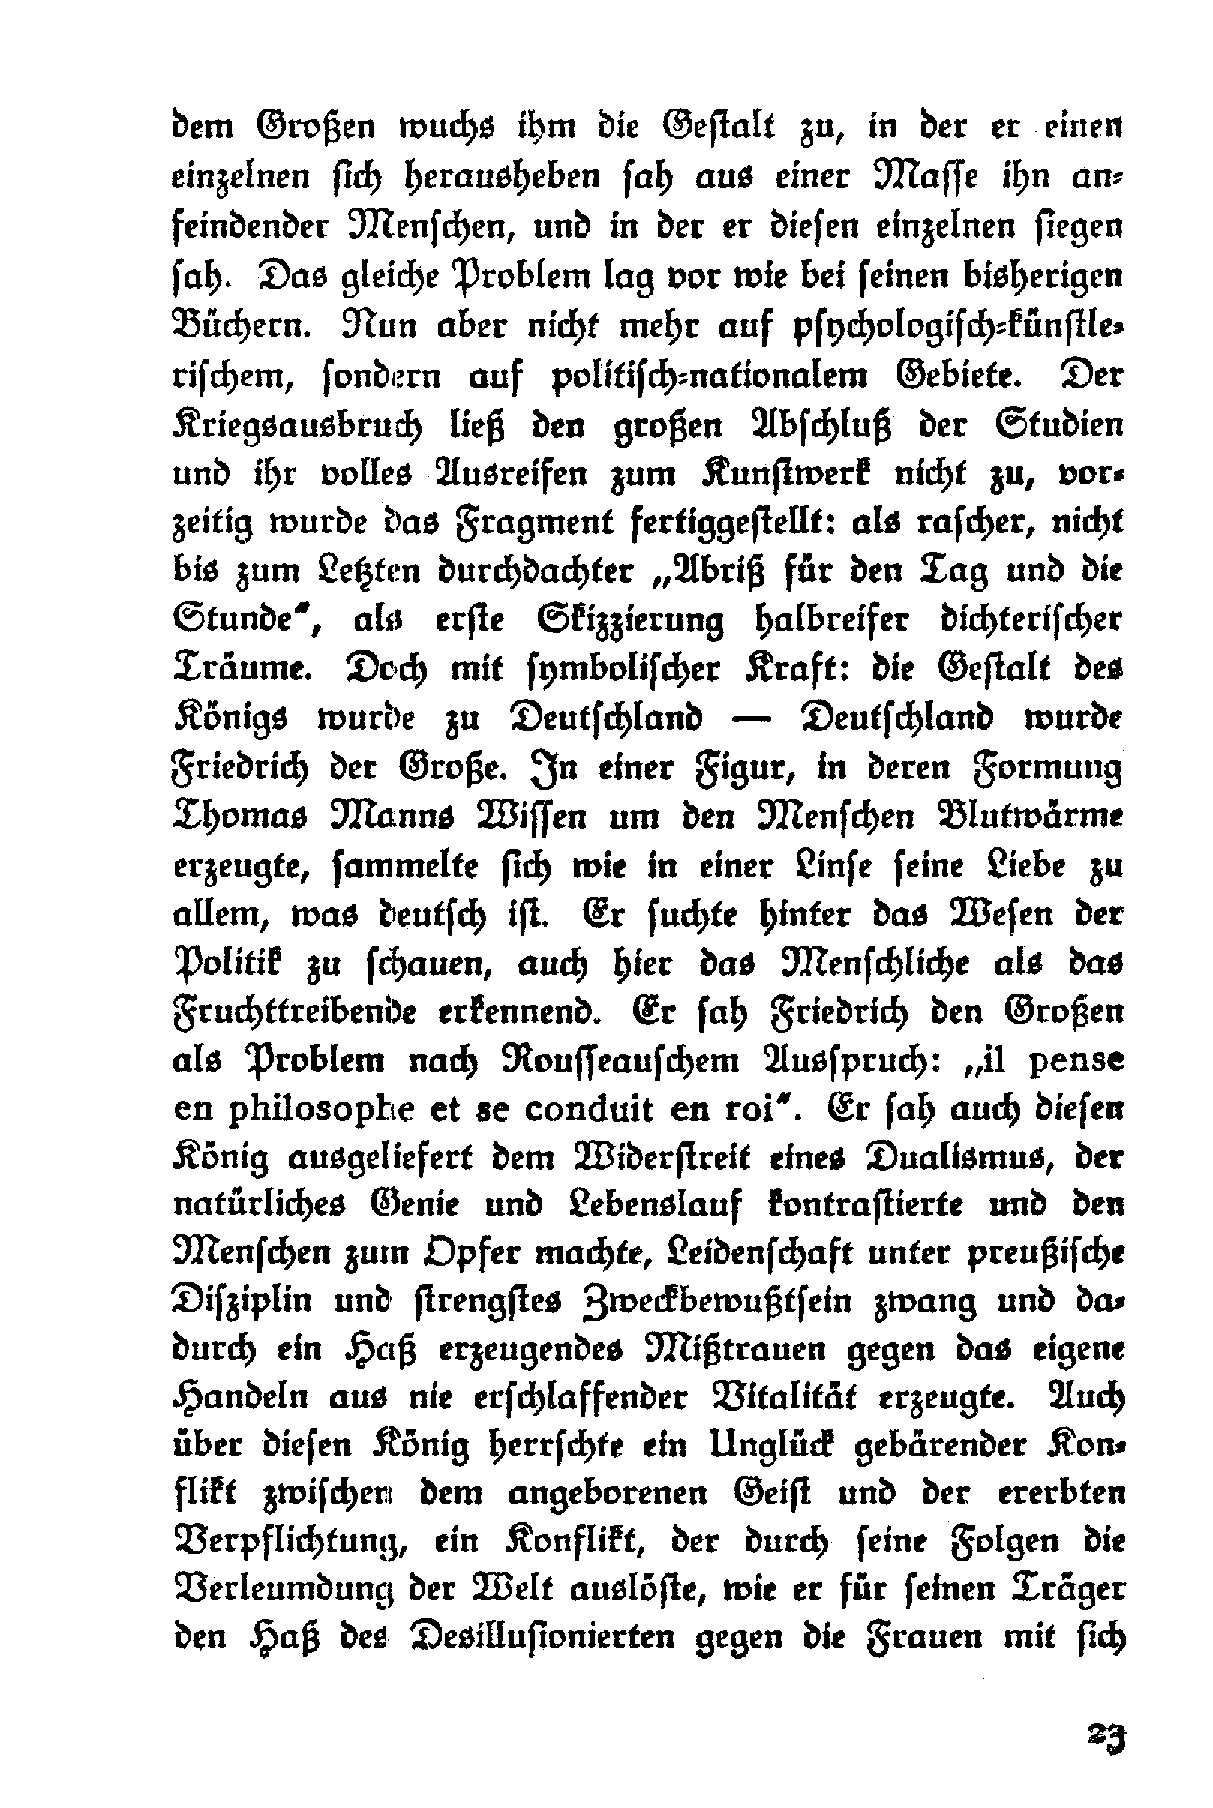 dem Großen wuchs ihm die Gestalt zu, in der er einen
einzelnen sich herausheben sah aus einer Masse ihn an-
feindender Menschen, und in der er diesen einzelnen siegen
sah. Das gleiche Problem lag vor wie bei seinen bisherigen
Büchern. Nun aber nicht mehr auf psychologisch-künstle-
rischem, sondern auf politisch-nationalem Gebiete. Der
Kriegsausbruch ließ den großen Abschluß der Studien
und ihr volles Ausreifen zum Kunstwerk nicht zu, vor-
zeitig wurde das Fragment fertiggestellt: als rascher, nicht
bis zum Letzten durchdachter „Abriß für den Tag und die
Stunde“, als erste Skizzierung halbreifer dichterischer
Träume. Doch mit symbolischer Kraft: die Gestalt des
Königs wurde zu Deutschland — Deutschland wurde
Friedrich der Große. In einer Figur, in deren Formung
Thomas Manns Wissen um den Menschen Blutwärme
erzeugte, sammelte sich wie in einer Linse seine Liebe zu
allem, was deutsch ist. Er suchte hinter das Wesen der
Politik zu schauen, auch hier das Menschliche als das
Fruchttreibende erkennend. Er sah Friedrich den Großen
als Problem nach Rousseauschem Ausspruch: „il pense
en philosophe et se conduit en roi“. Er sah auch diesen
König ausgeliefert dem Widerstreit eines Dualismus, der
natürliches Genie und Lebenslauf kontrastierte und den
Menschen zum Opfer machte, Leidenschaft unter preußische
Disziplin und strengstes Zweckbewußtsein zwang und da-
durch ein Haß erzeugendes Mißtrauen gegen das eigene
Handeln aus nie erschlaffender Vitalität erzeugte. Auch
über diesen König herrschte ein Unglück gebärender Kon-
flikt zwischen dem angeborenen Geist und der ererbten
Verpflichtung, ein Konflikt, der durch seine Folgen die
Verleumdung der Welt auslöste, wie er für seinen Träger
den Haß des Desillusionierten gegen die Frauen mit sich
23